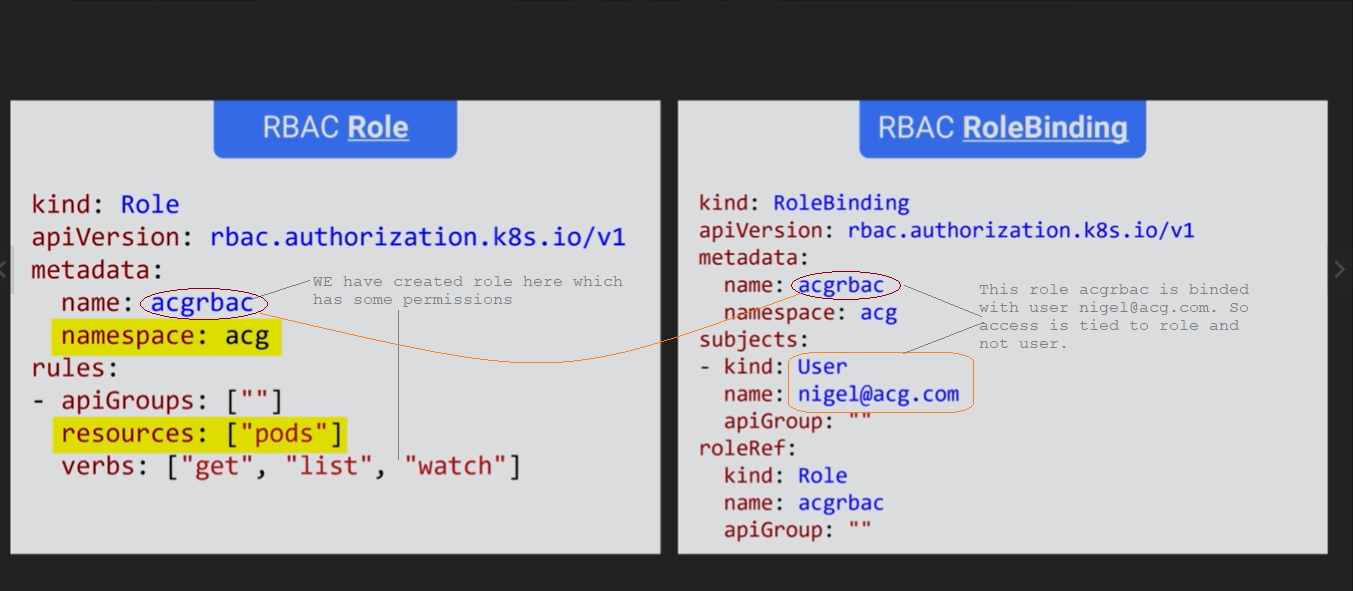 RBAC Role
kind: Role
apiVersion: rbac.authorization.k8s.io/v1
metadata:
name: acgrbac
namespace: acg
rules:
- apiGroups: [""]
resources: ["pods"]
verbs: ["get", "list", "watch"]
WE have created role here which
has some permissions
RBAC RoleBinding
kind: RoleBinding
apiVersion: rbac.authorization.k8s.io/v1
metadata:
name: acgrbac
namespace: acg
subjects:
- kind: User
name: nigel@acg.com
apiGroup: ""
roleRef:
kind: Role
name: acgrbac
apiGroup: ""
This role acgrbac is binded
with user nigel@acg.com. So
access is tied to role and
not user.